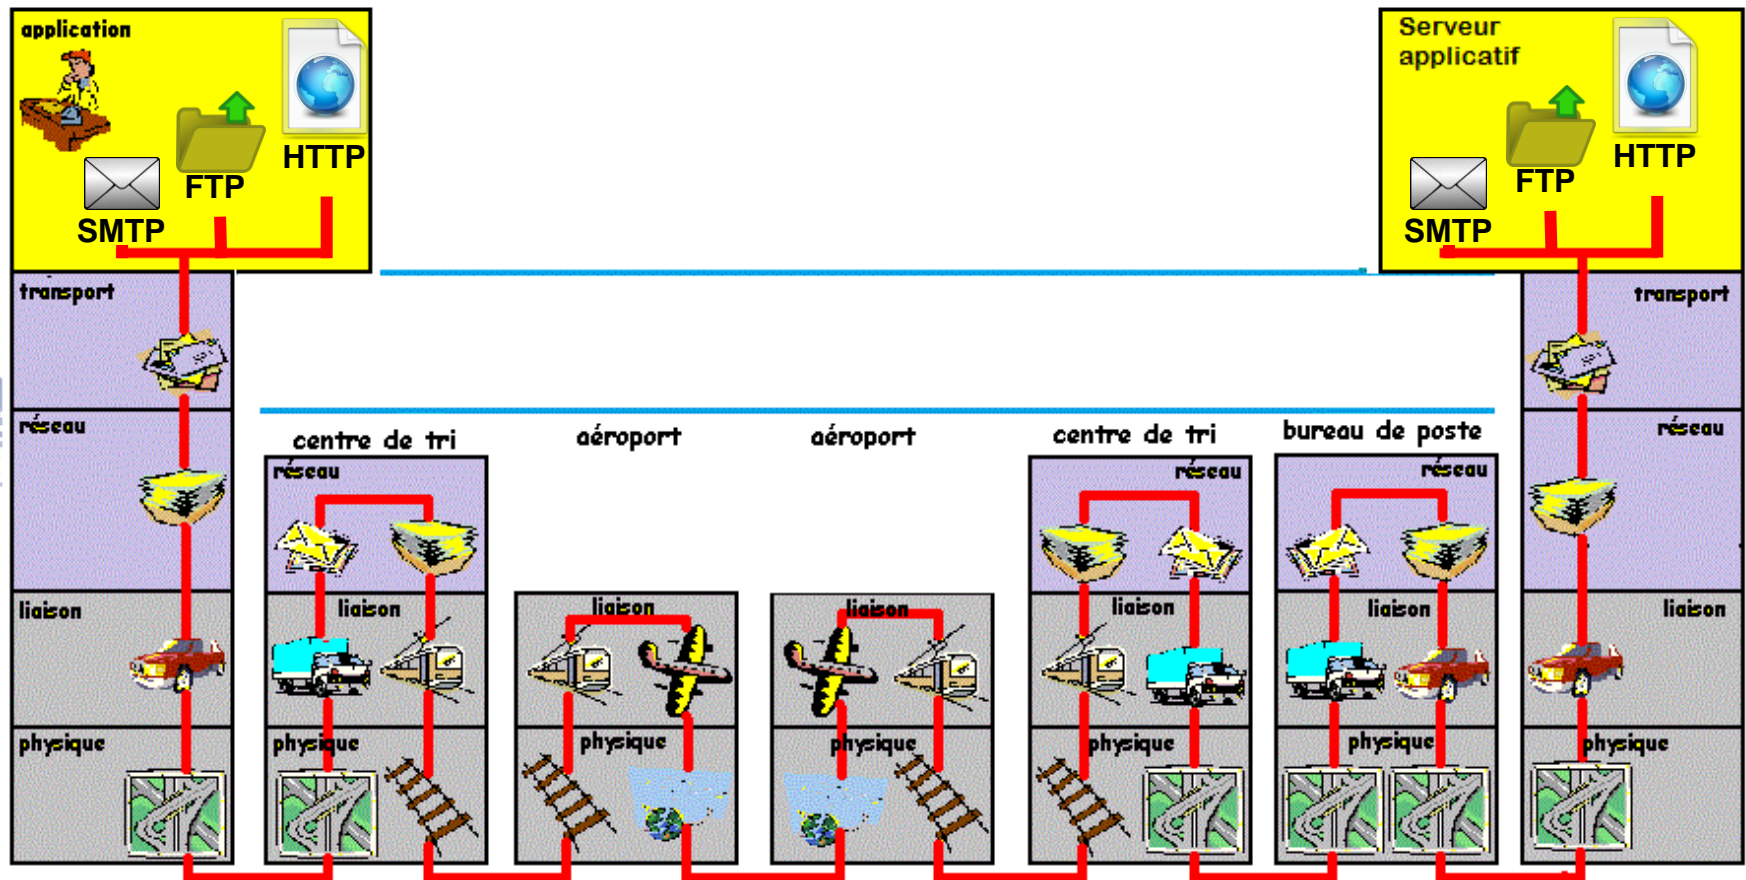 application
HTTP
FTP
SMTP
Serveur
applicatif
HTTP
FTP
SMTP
transport
transport
réseau
centre de tri
aéroport
aéroport
centre de tri
bureau de poste
réseau
réseau
réseau
réseau
liaison
liaison
liaison
liaison
liaison
liaison
liaison
physique
physique
physique
physique
physique
physique
physique